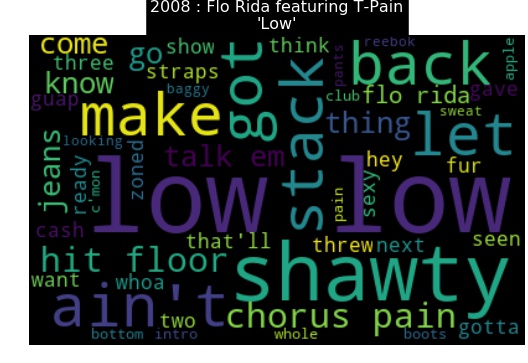 2008 : Flo Rida featuring T-Pain
'Low'
come
go
show
think
reebok
apple
three
straps
got
back
pants
know
baggy
stack
club
flo rida
gave
guap
make
thing
let
sweat
looking
zoned
talk em
hey
fur
jeans
ready
c'mon
low
low
pain
sexy
cash
that'll
threw
next
seen
hit floor
shawty
want
whoa
ain't
two
chorus
pain
gotta
bottom
intro
whole
boots